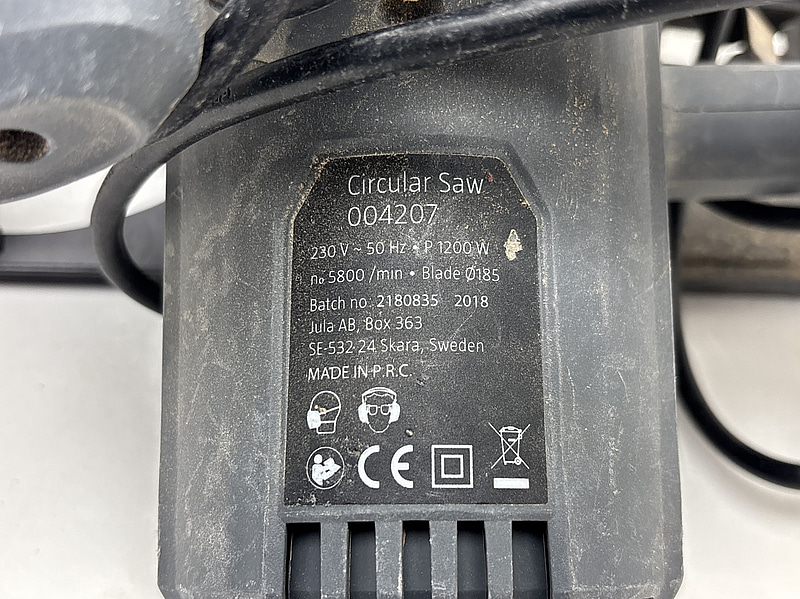 Circular Saw
004207
230 V ~ 50 Hz • P 1200 W
n₀ 5800 /min • Blade Ø185
Batch no. 2180835 2018
Jula AB, Box 363
SE-532 24 Skara, Sweden
MADE IN P.R.C.
CE